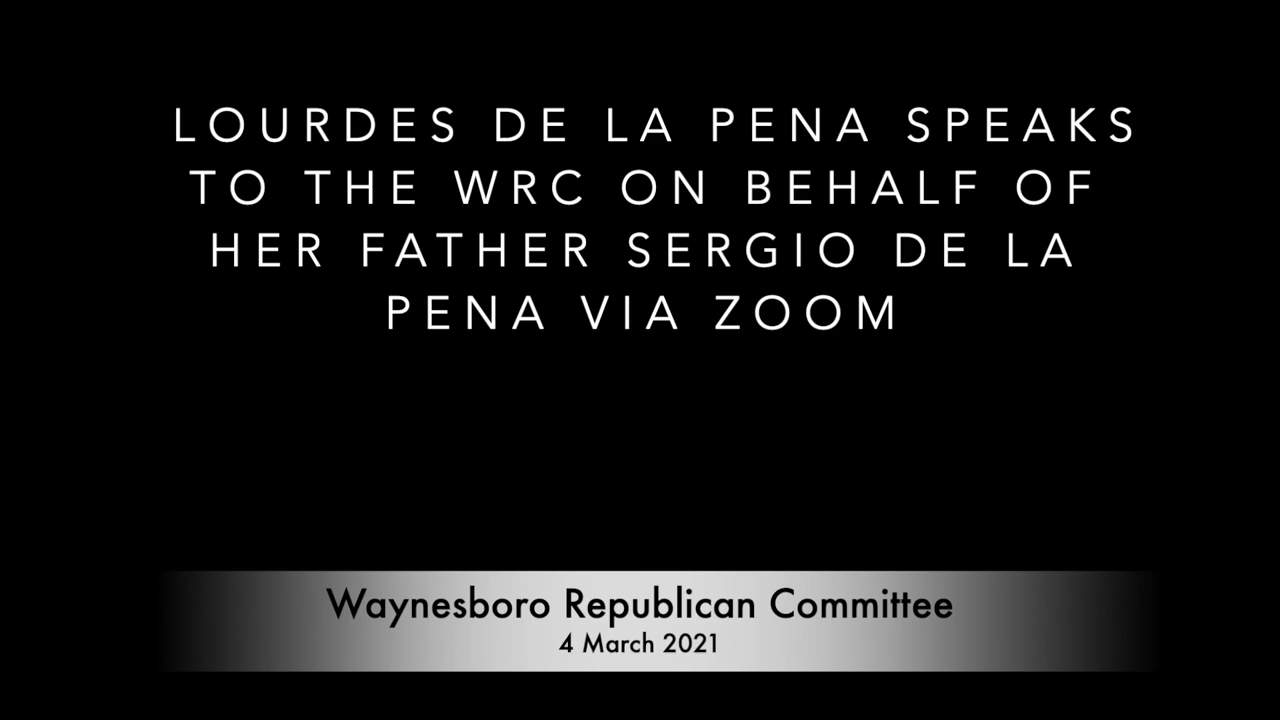 LOURDES DE LA PENA SPEAKS
TO THE WRC ON BEHALF OF
HER FATHER SERGIO DE LA
PENA VIA ZOOM
Waynesboro Republican Committee
4 March 2021